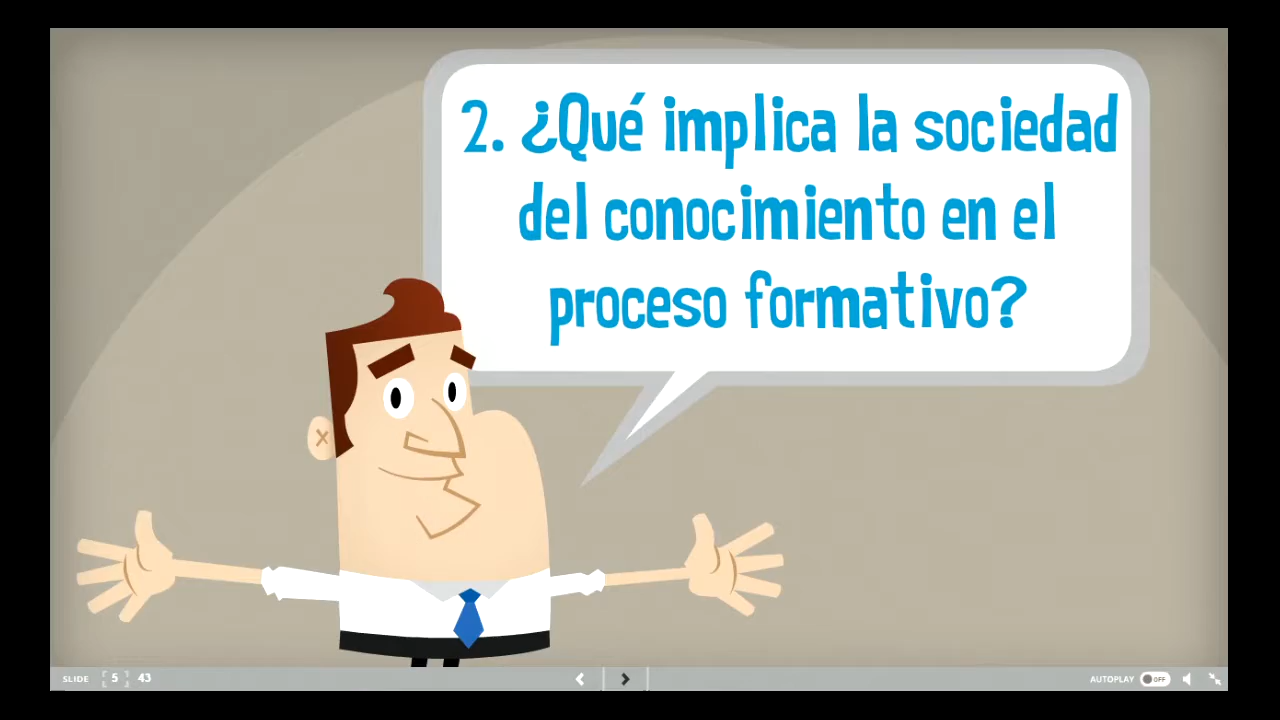 2. ¿Qué implica la sociedad
del conocimiento en el
proceso formativo?
SLIDE 5 43
AUTOPLAY OFF